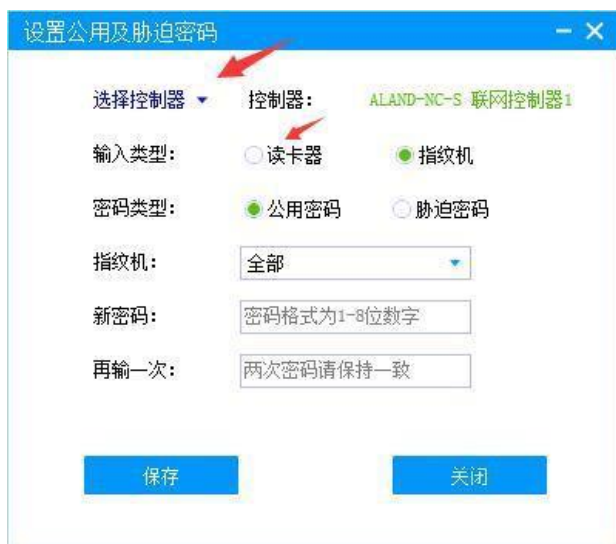 设置公用及胁迫密码
选择控制器 控制器: ALAND-NC-S 联网控制器1
输入类型: 读卡器 指纹机
密码类型: 公用密码 胁迫密码
指纹机: 全部
新密码: 密码格式为1-8位数字
再输一次: 两次密码请保持一致
保存 关闭